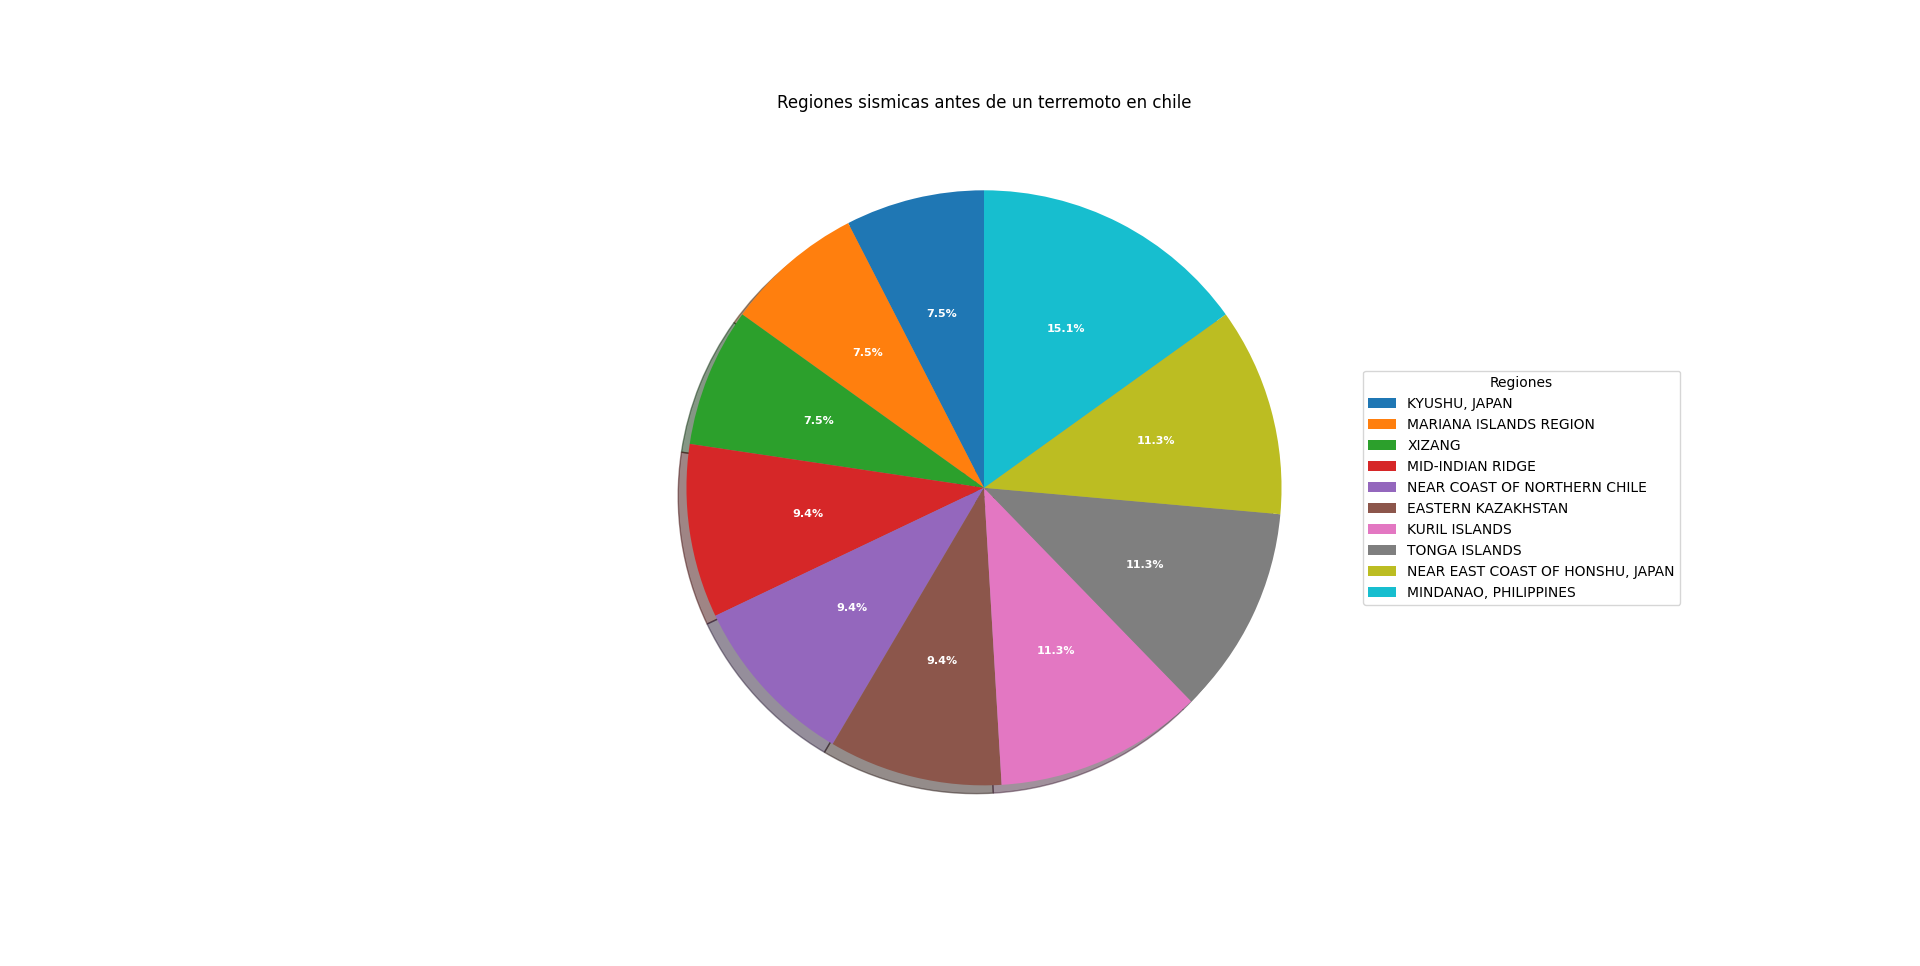 Regiones sismicas antes de un terremoto en chile
7.5%
15.1%
7.5%
7.5%
11.3%
9.4%
11.3%
9.4%
9.4%
11.3%
Regiones
KYUSHU, JAPAN
MARIANA ISLANDS REGION
XIZANG
MID-INDIAN RIDGE
NEAR COAST OF NORTHERN CHILE
EASTERN KAZAKHSTAN
KURIL ISLANDS
TONGA ISLANDS
NEAR EAST COAST OF HONSHU, JAPAN
MINDANAO, PHILIPPINES